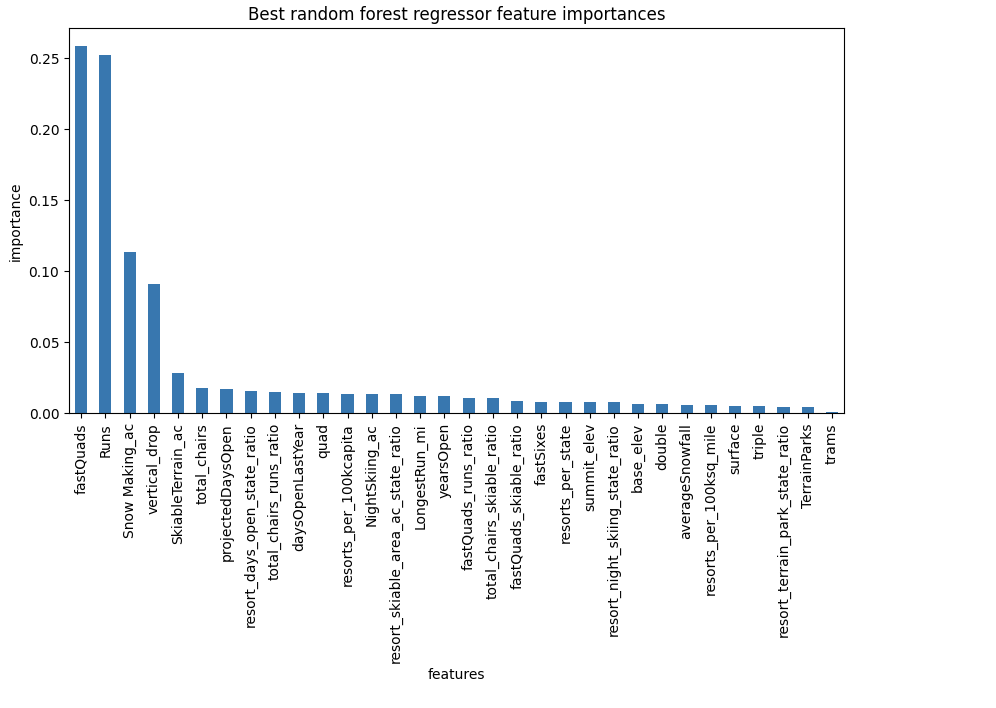 Best random forest regressor feature importances
importance
0.25
0.20
0.15
0.10
0.05
0.00
fastQuads
Runs
Snow Making_ac
vertical_drop
SkiableTerrain_ac
total_chairs
projectedDaysOpen
resort_days_open_state_ratio
total_chairs_runs_ratio
daysOpenLastYear
quad
resorts_per_100kcapita
NightSkiing_ac
resort_skiable_area_ac_state_ratio
LongestRun_mi
yearsOpen
fastQuads_runs_ratio
total_chairs_skiable_ratio
fastQuads_skiable_ratio
fastSixes
resorts_per_state
summit_elev
resort_night_skiing_state_ratio
base_elev
double
averageSnowfall
resorts_per_100ksq_mile
surface
triple
resort_terrain_park_state_ratio
TerrainParks
trams
features